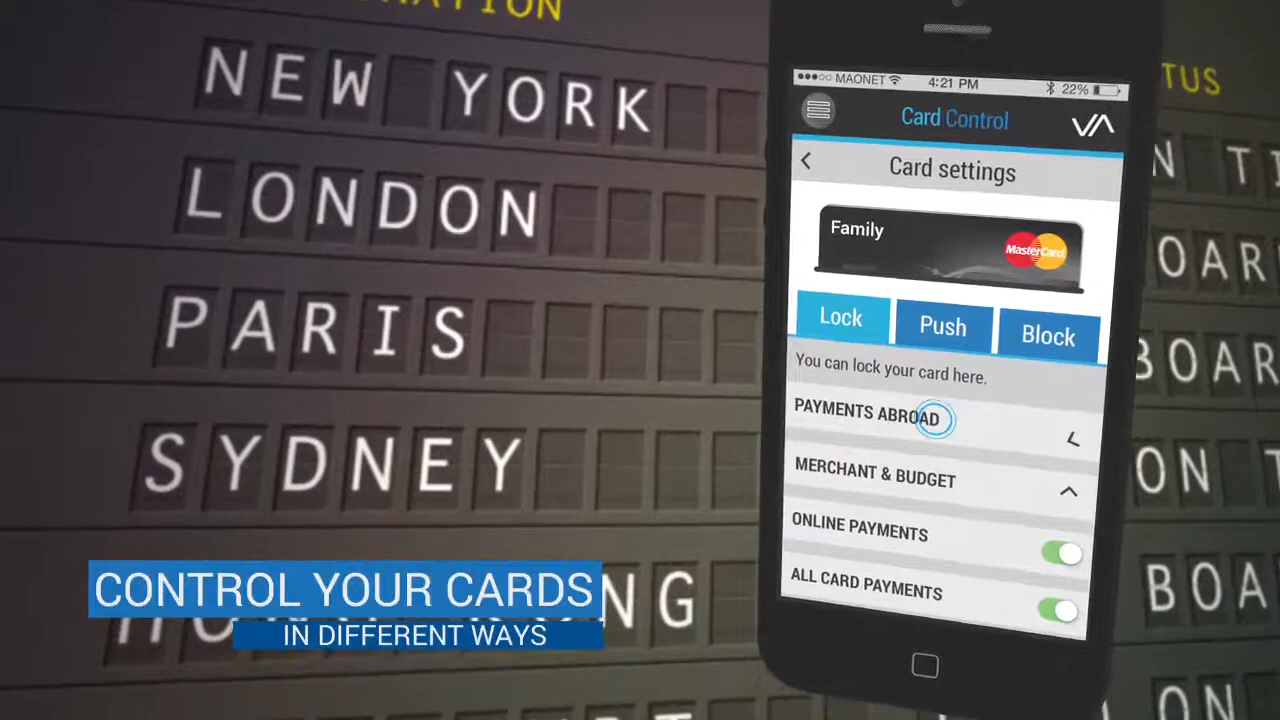 NEW YORK
LONDON
PARIS
SYDNEY
CONTROL YOUR CARDS
IN DIFFERENT WAYS
MAONET 4:21 PM 22%
Card Control
Card settings
Family
MasterCard
Lock Push Block
You can lock your card here.
PAYMENTS ABROAD
MERCHANT & BUDGET
ONLINE PAYMENTS
ALL CARD PAYMENTS